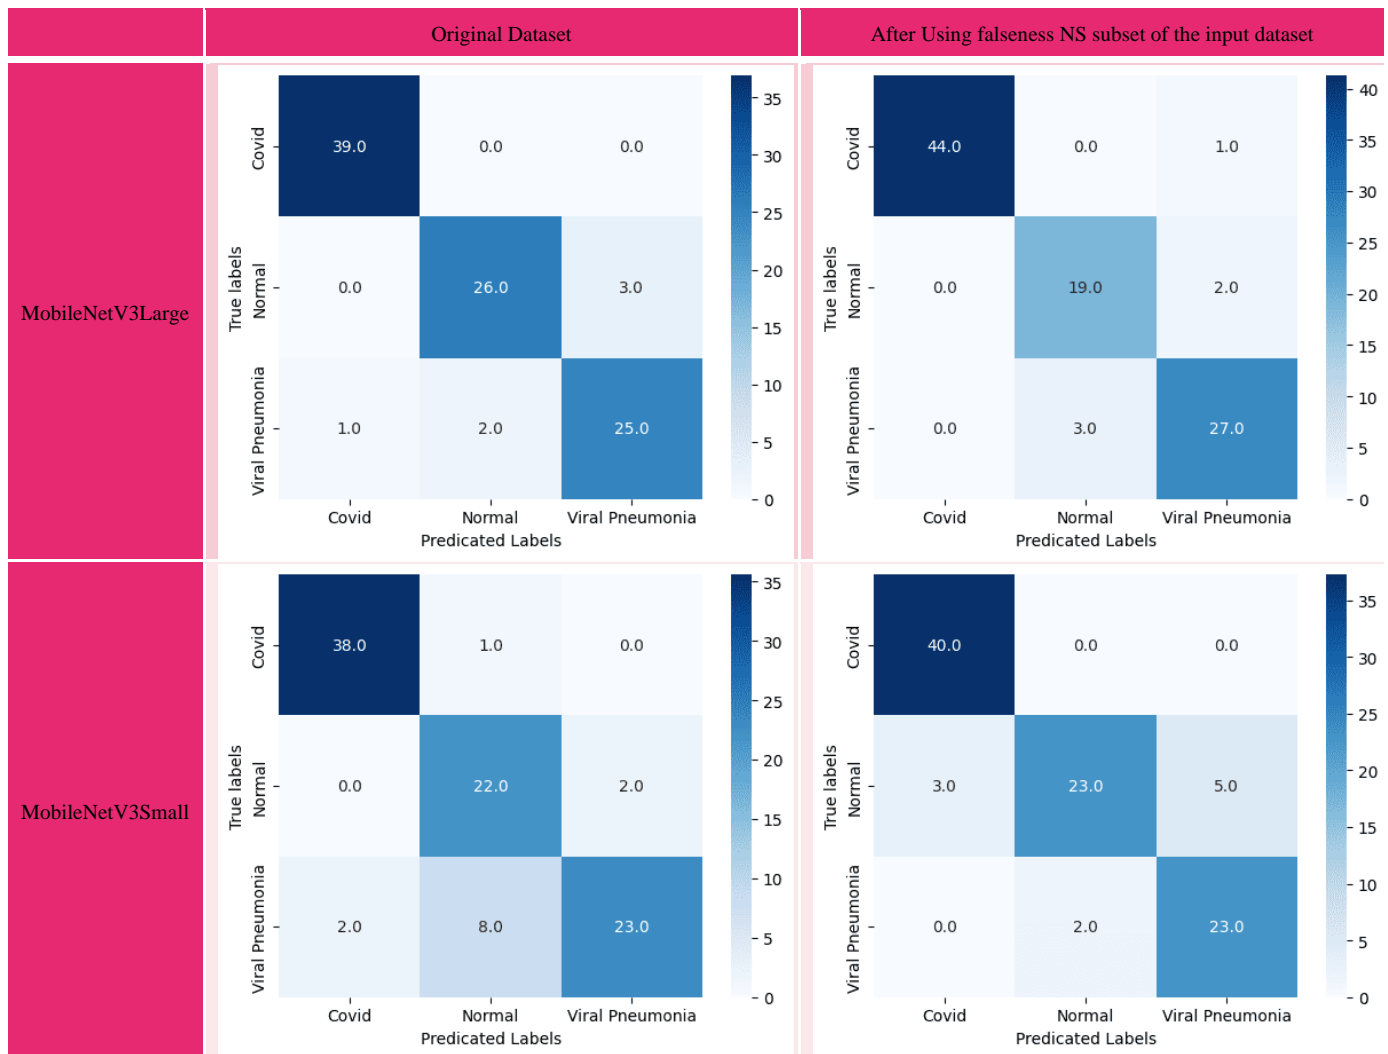 Original Dataset
After Using falseness NS subset of the input dataset
MobileNetV3Large
True labels
Covid
Normal
Viral Pneumonia
39.0 0.0 0.0
0.0 26.0 3.0
1.0 2.0 25.0
Covid Normal Viral Pneumonia
Predicated Labels
35
30
25
20
15
10
5
0
True labels
Covid
Normal
Viral Pneumonia
44.0 0.0 1.0
0.0 19.0 2.0
0.0 3.0 27.0
Covid Normal Viral Pneumonia
Predicated Labels
40
35
30
25
20
15
10
5
0
MobileNetV3Small
True labels
Covid
Normal
Viral Pneumonia
38.0 1.0 0.0
0.0 22.0 2.0
2.0 8.0 23.0
Covid Normal Viral Pneumonia
Predicated Labels
35
30
25
20
15
10
5
0
True labels
Covid
Normal
Viral Pneumonia
40.0 0.0 0.0
3.0 23.0 5.0
0.0 2.0 23.0
Covid Normal Viral Pneumonia
Predicated Labels
35
30
25
20
15
10
5
0